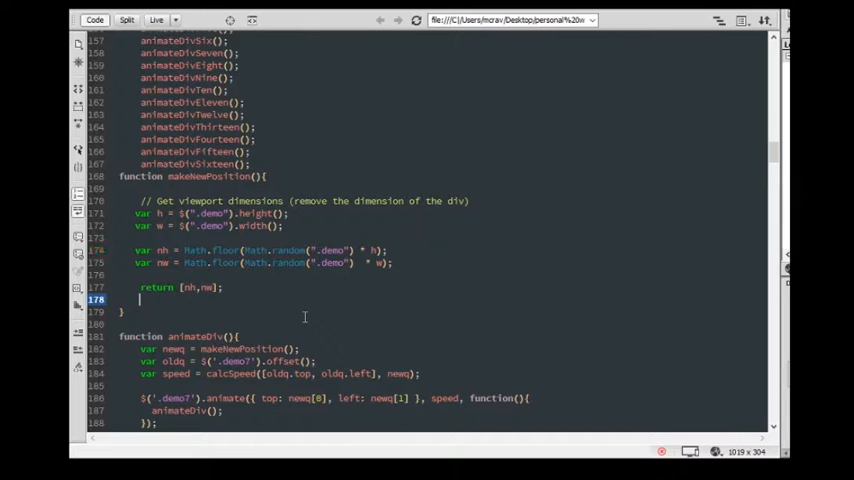 Code Split Live file:///C|/Users/mcrav/Desktop/personal%20w
157 animateDivSix();
158 animateDivSeven();
159 animateDivEight();
160 animateDivNine();
161 animateDivTen();
162 animateDivEleven();
163 animateDivTwelve();
164 animateDivThirteen();
165 animateDivFourteen();
166 animateDivFifteen();
167 animateDivSixteen();
168 function makeNewPosition(){
169
170 // Get viewport dimensions (remove the dimension of the div)
171 var h = $(".demo").height();
172 var w = $(".demo").width();
173
174 var nh = Math.floor(Math.random(".demo") * h);
175 var nw = Math.floor(Math.random(".demo")  * w);
176
177 return [nh,nw];
178
179 }
180
181 function animateDiv(){
182 var newq = makeNewPosition();
183 var oldq = $('.demo7').offset();
184 var speed = calcSpeed([oldq.top, oldq.left], newq);
185
186 $('.demo7').animate({ top: newq[0], left: newq[1] }, speed, function(){
187 animateDiv();
188 });
1019 x 304